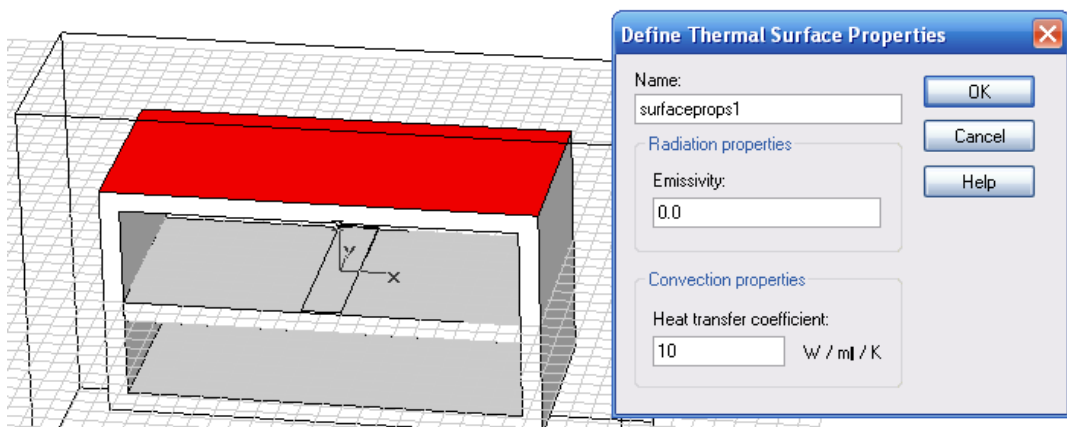 Define Thermal Surface Properties
Name:
surfaceprops1
OK
Cancel
Help
Radiation properties
Emissivity:
0.0
Convection properties
Heat transfer coefficient:
10
W / m| / K
y
x